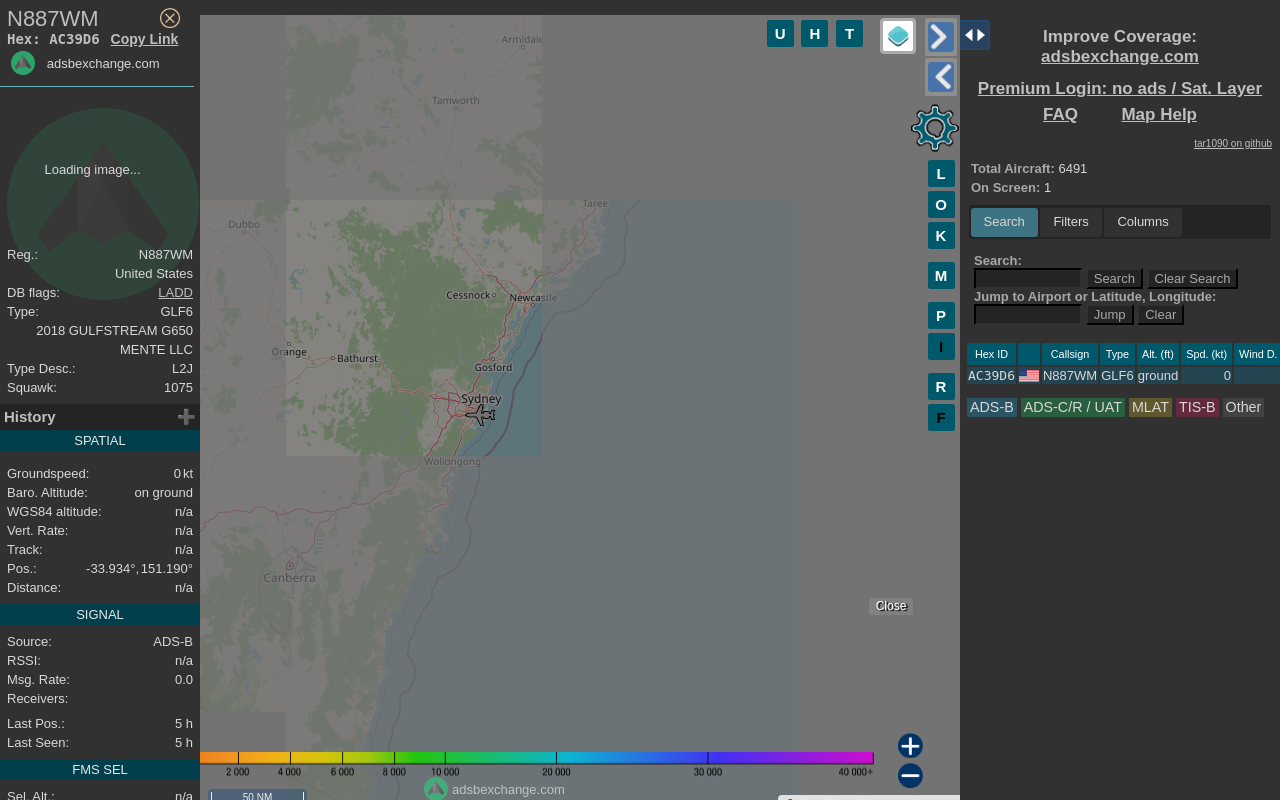 N887WM
Hex: AC39D6 Copy Link
adsbexchange.com
Loading image...
Reg.: N887WM
United States
DB flags: LADD
Type: GLF6
2018 GULFSTREAM G650
MENTE LLC
Type Desc.: L2J
Squawk: 1075
History
SPATIAL
Groundspeed: 0 kt
Baro. Altitude: on ground
WGS84 altitude: n/a
Vert. Rate: n/a
Track: n/a
Pos.: -33.934°, 151.190°
Distance: n/a
SIGNAL
Source: ADS-B
RSSI: n/a
Msg. Rate: 0.0
Receivers:
Last Pos.: 5 h
Last Seen: 5 h
FMS SEL
Sel. Alt.: n/a
Armidale
Tamworth
Taree
Dubbo
Cessnock
Newcastle
Orange
Bathurst
Gosford
Sydney
Wollongong
Canberra
U H T
L
O
K
M
P
I
R
F
Close
2 000 4 000 6 000 8 000 10 000 20 000 30 000 40 000+
adsbexchange.com
50 NM
Improve Coverage:
adsbexchange.com
Premium Login: no ads / Sat. Layer
FAQ Map Help
tar1090 on github
Total Aircraft: 6491
On Screen: 1
Search Filters Columns
Search:
Search Clear Search
Jump to Airport or Latitude, Longitude:
Jump Clear
Hex ID Callsign Type Alt. (ft) Spd. (kt) Wind D.
AC39D6 N887WM GLF6 ground 0
ADS-B ADS-C/R / UAT MLAT TIS-B Other